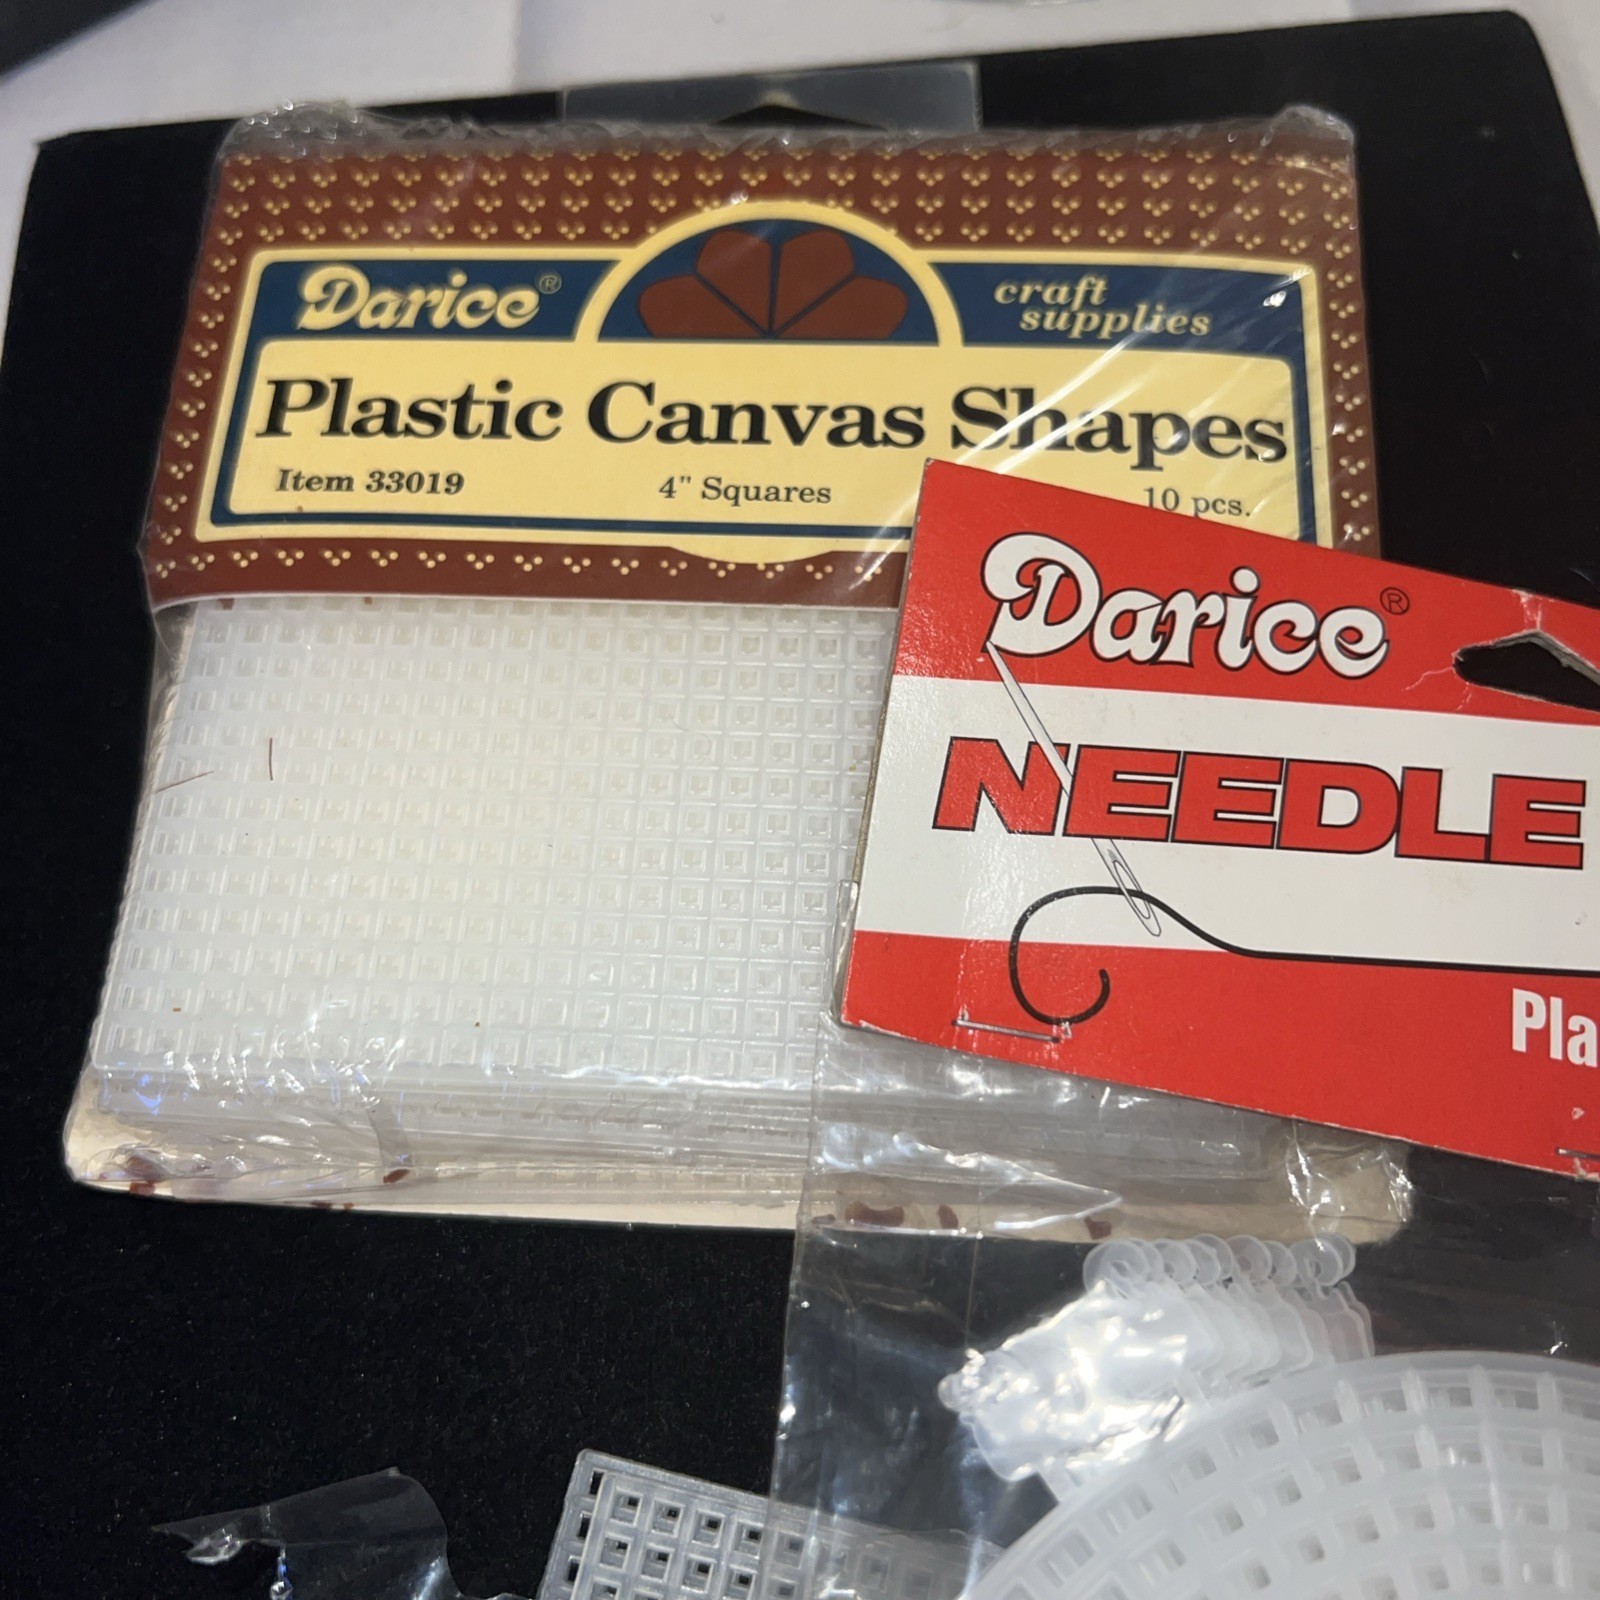 Darice®
craft
supplies
Plastic Canvas Shapes
Item 33019 4" Squares 10 pcs.
Darice®
NEEDLE
Pla